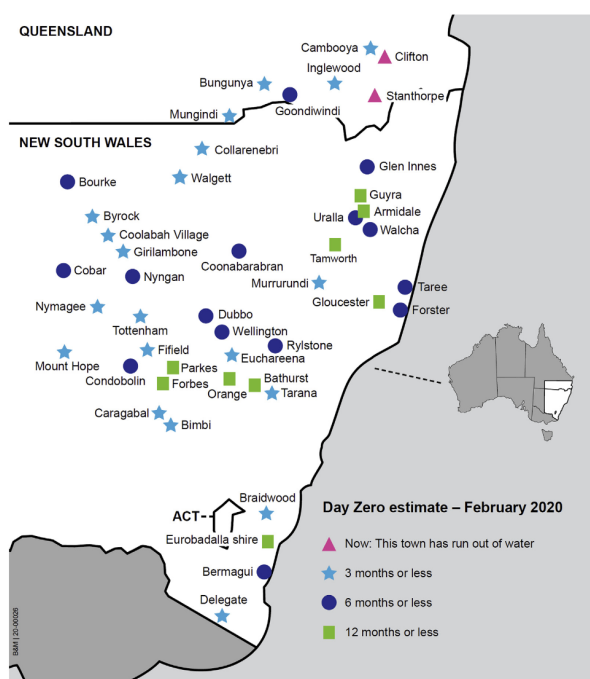 QUEENSLAND
Cambooya
Clifton
Inglewood
Bungunya
Stanthorpe
Goondiwindi
Mungindi
NEW SOUTH WALES
Collarenebri
Glen Innes
Walgett
Bourke
Guyra
Armidale
Byrock
Uralla
Walcha
Coolabah Village
Girilambone
Tamworth
Coonabarabran
Cobar
Nyngan
Murrurundi
Taree
Gloucester
Nymagee
Forster
Dubbo
Tottenham
Wellington
Rylstone
Fifield
Euchareena
Mount Hope
Parkes
Condobolin
Forbes
Bathurst
Orange
Tarana
Caragabal
Bimbi
Braidwood
ACT
Eurobadalla shire
Bermagui
Delegate
Day Zero estimate – February 2020
Now: This town has run out of water
3 months or less
6 months or less
12 months or less
B&M | 20-00026